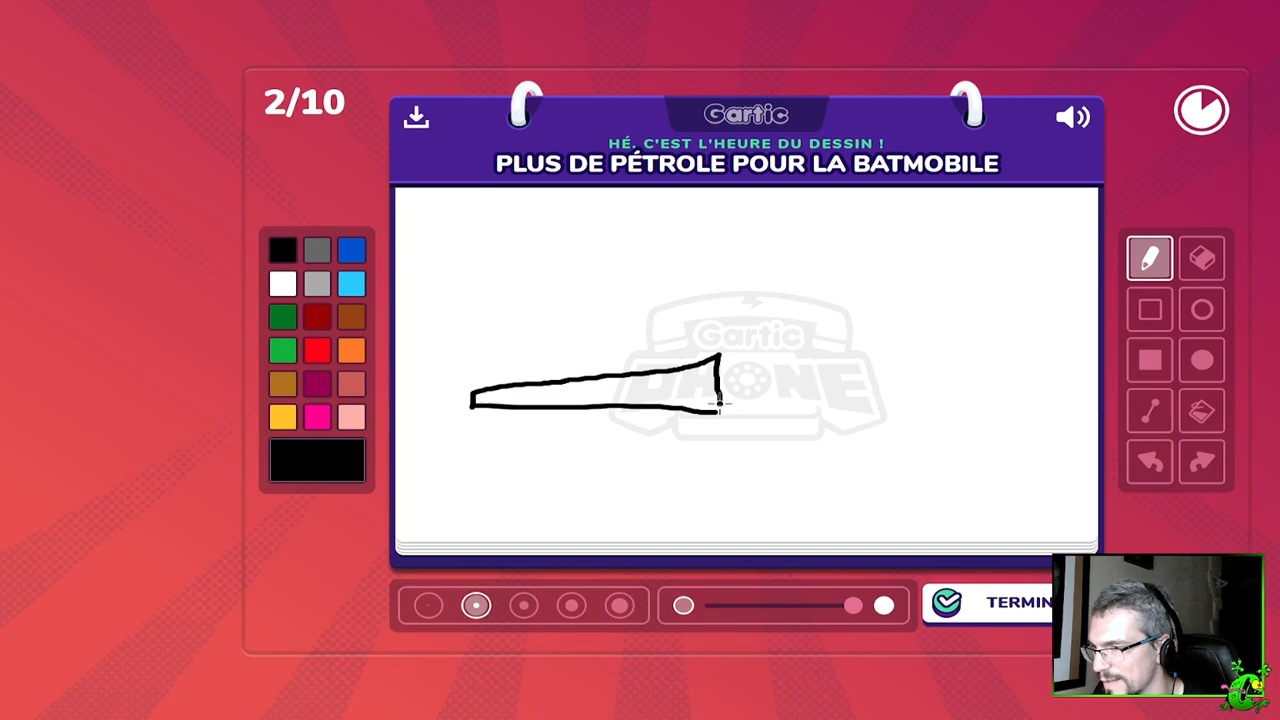 2/10
Gartic
HÉ, C'EST L'HEURE DU DESSIN !
PLUS DE PÉTROLE POUR LA BATMOBILE
Gartic
PHONE
TERMIN